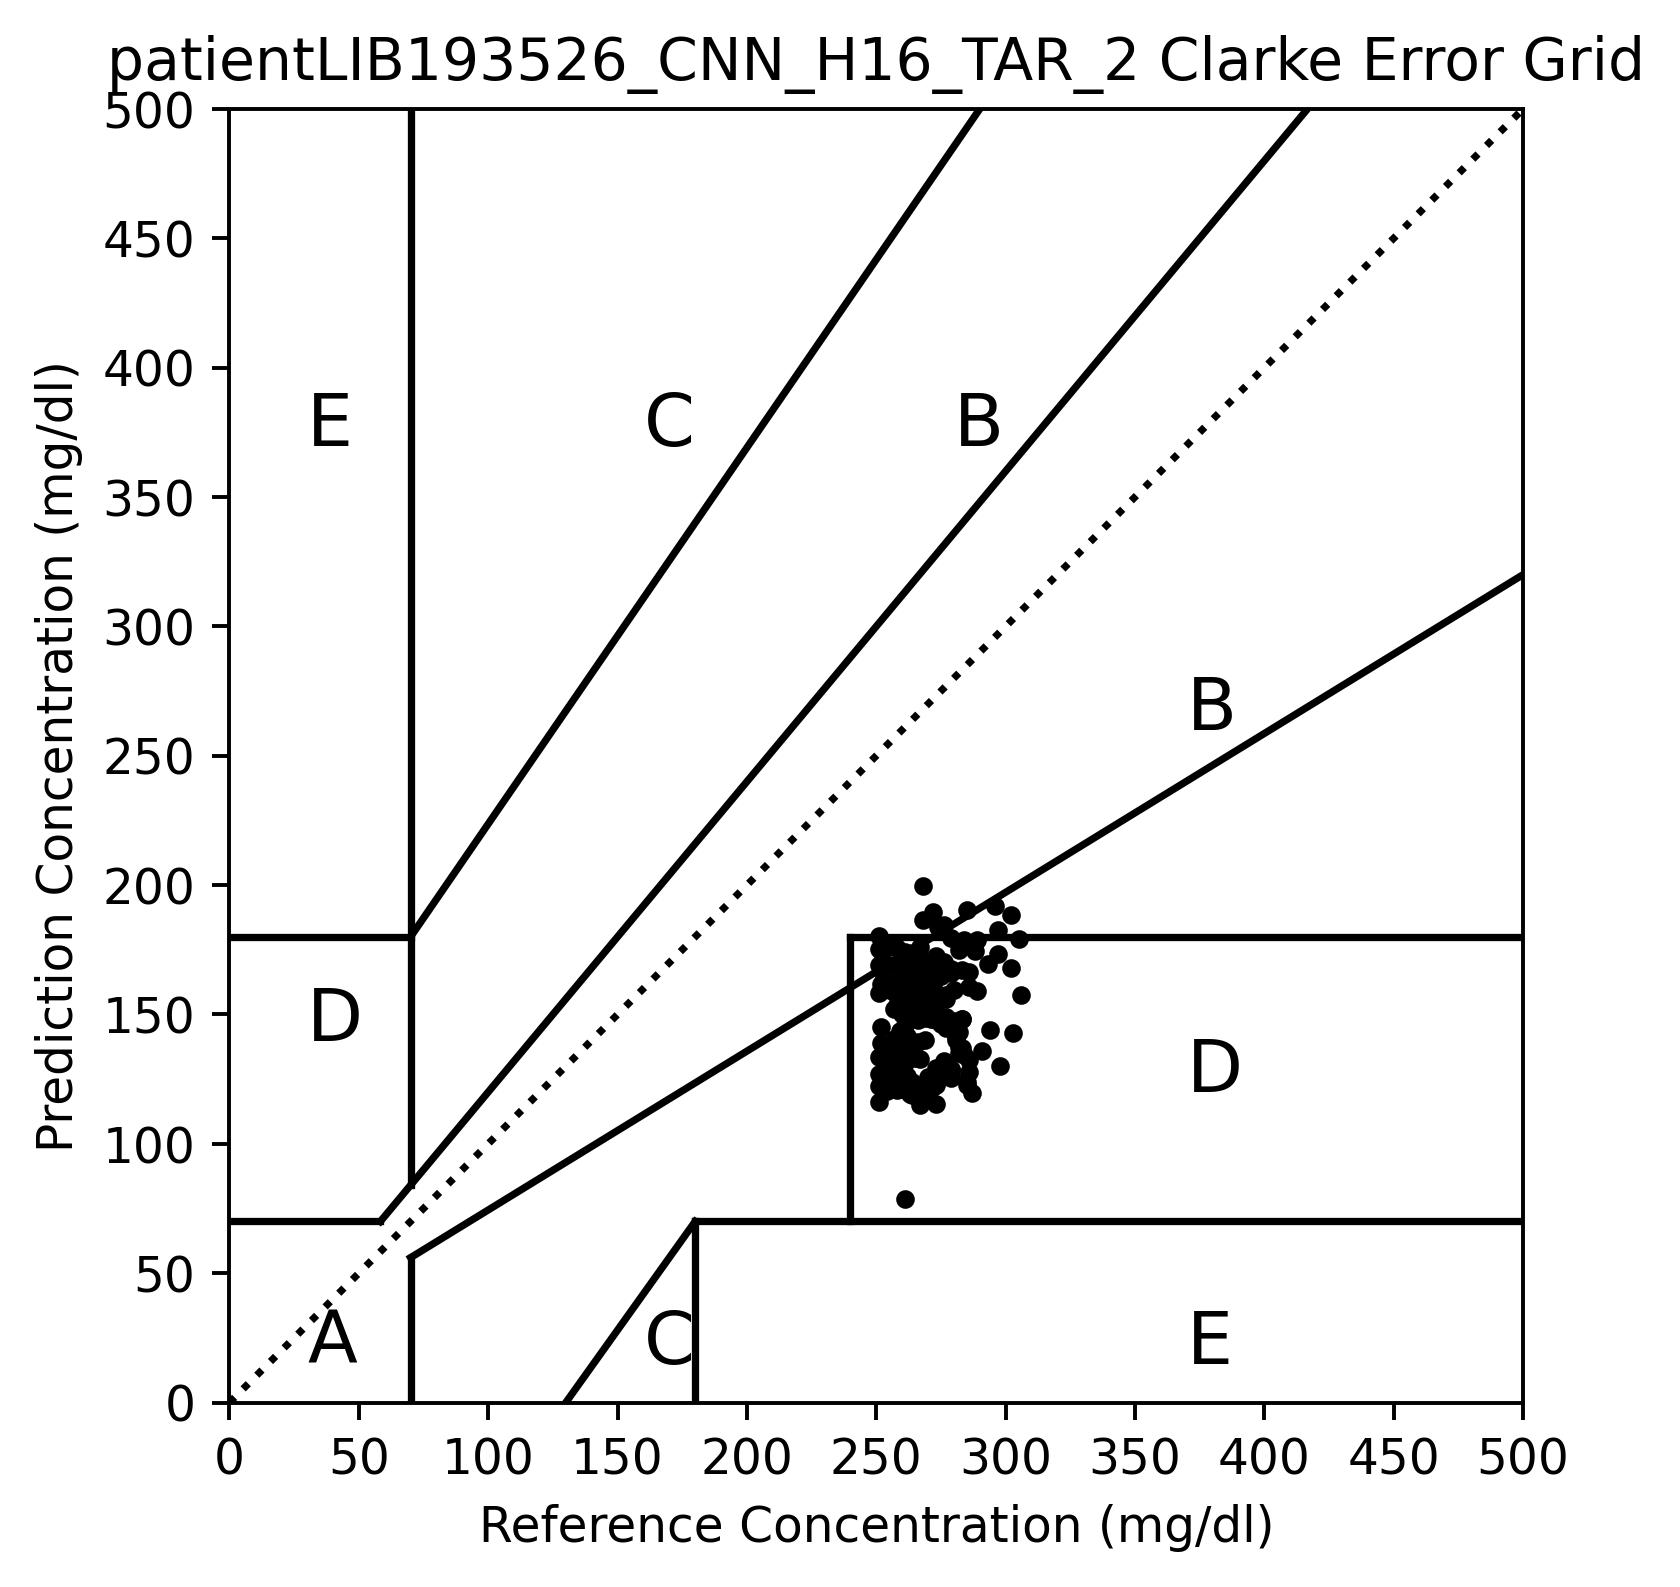 patientLIB193526_CNN_H16_TAR_2 Clarke Error Grid
500
450
400
350
300
250
200
150
100
50
0
Prediction Concentration (mg/dl)
E
C
B
B
D
D
A
C
E
0 50 100 150 200 250 300 350 400 450 500
Reference Concentration (mg/dl)